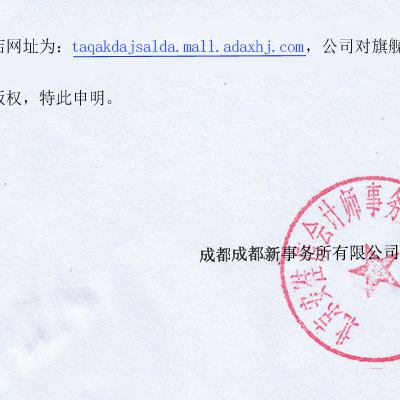 店网址为：taqakdajsalda.mall.adaxhj.com，公司对旗舰
版权，特此申明。
成都成都新事务所有限公司
会计师事务